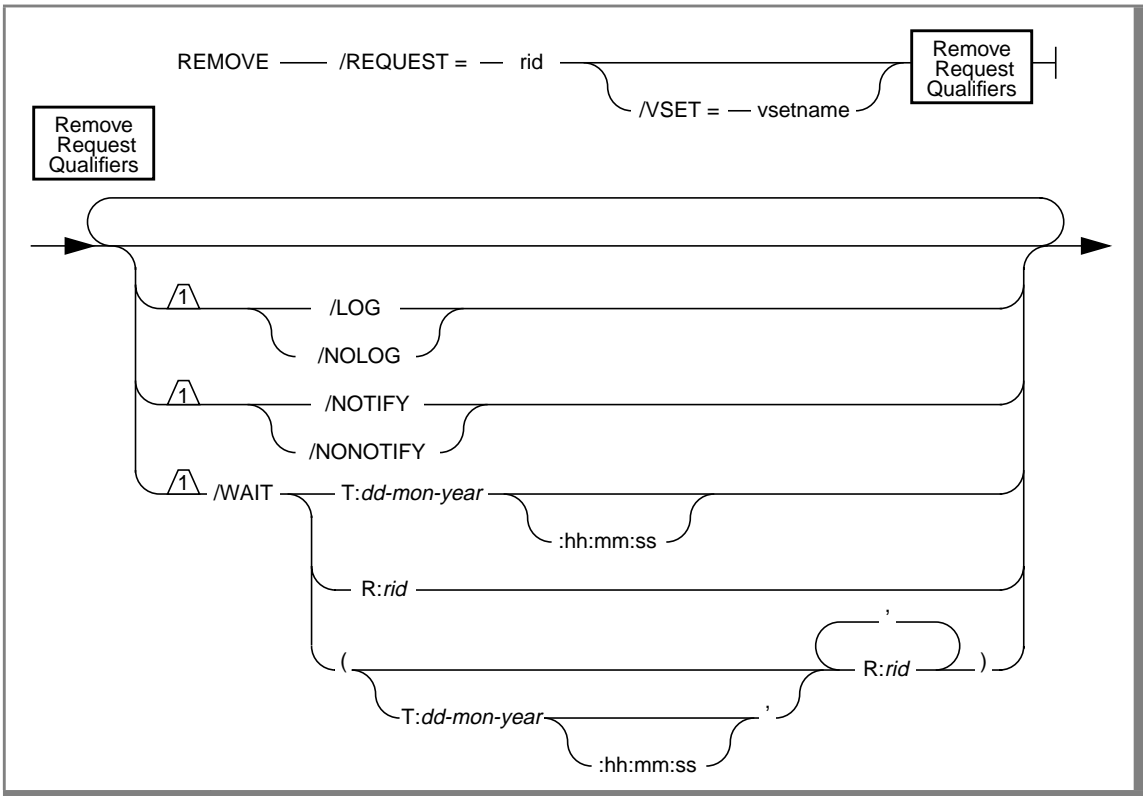 REMOVE /REQUEST = rid
Remove
Request
Qualifiers
/VSET = vsetname
Remove
Request
Qualifiers
1 /LOG
/NOLOG
1 /NOTIFY
/NONOTIFY
1 /WAIT T:dd-mon-year
:hh:mm:ss
R:rid
,
( R:rid )
T:dd-mon-year ,
:hh:mm:ss